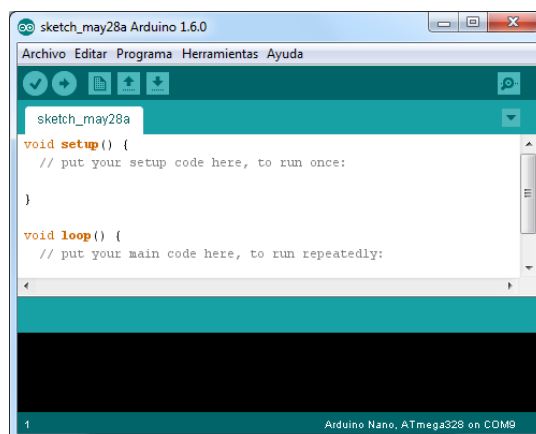 sketch_may28a Arduino 1.6.0
Archivo Editar Programa Herramientas Ayuda
sketch_may28a
void setup() {
// put your setup code here, to run once:
}
void loop() {
// put your main code here, to run repeatedly:
1
Arduino Nano, ATmega328 on COM9